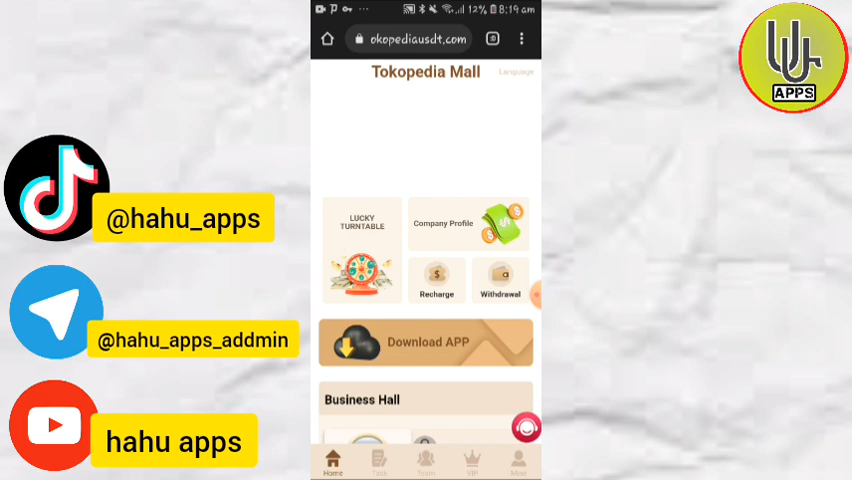 12% 8:19 am
okopediausdt.com
Tokopedia Mall
Language
LUCKY
TURNTABLE
Company Profile
Recharge
Withdrawal
Download APP
Business Hall
Home
Task
Team
VIP
Mine
@hahu_apps
@hahu_apps_addmin
hahu apps
APPS